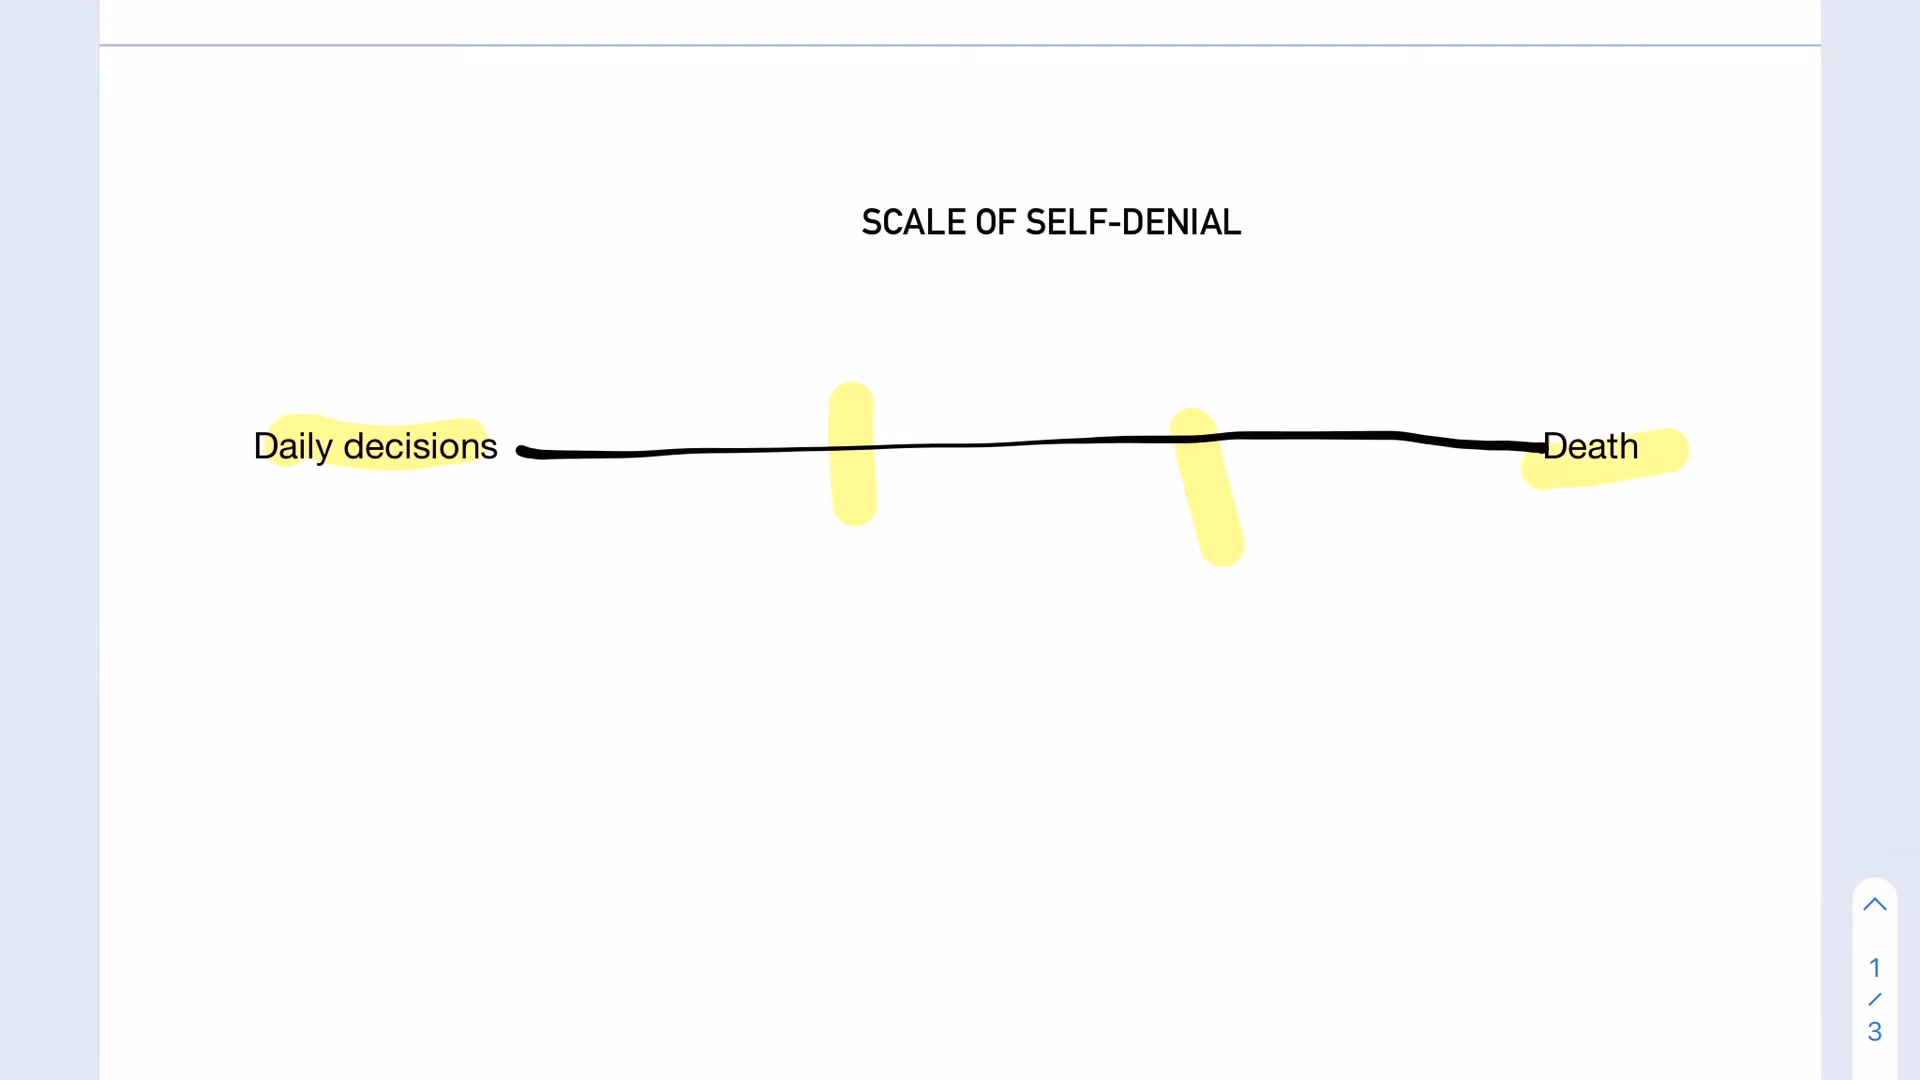 SCALE OF SELF-DENIAL
Daily decisions
Death
1
/
3